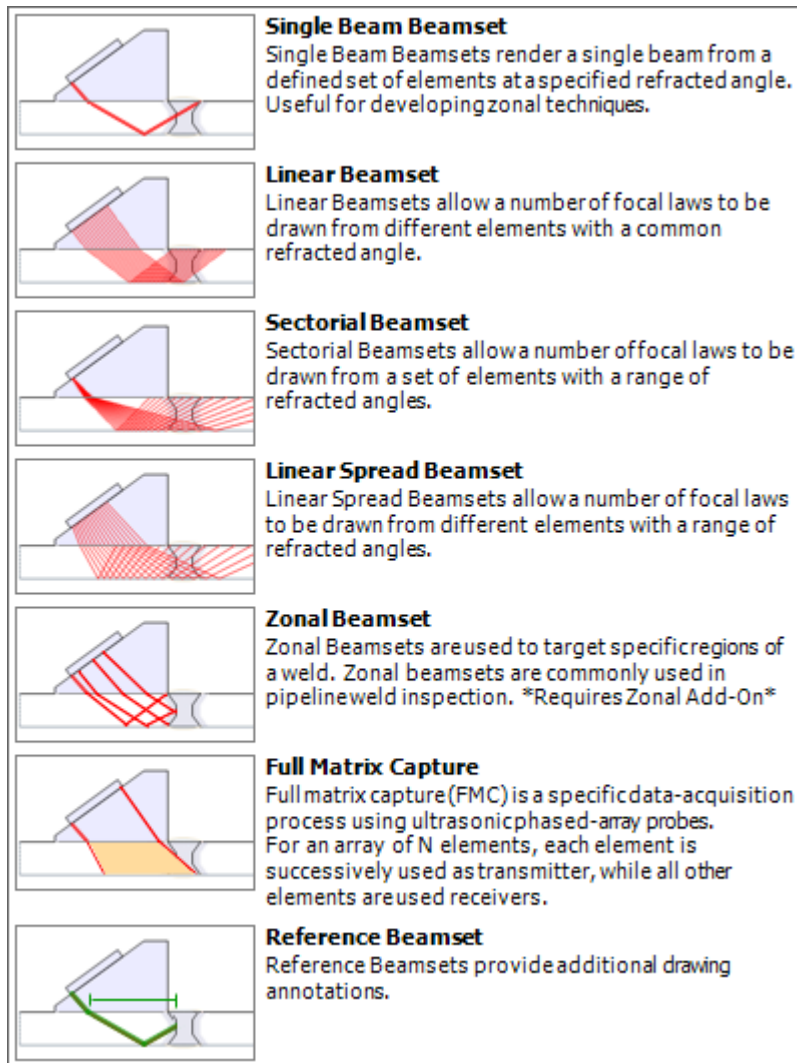 Single Beam Beamset
Single Beam Beamsets render a single beam from a
defined set of elements at a specified refracted angle.
Useful for developing zonal techniques.
Linear Beamset
Linear Beamsets allow a number of focal laws to be
drawn from different elements with a common
refracted angle.
Sectorial Beamset
Sectorial Beamsets allow a number of focal laws to be
drawn from a set of elements with a range of
refracted angles.
Linear Spread Beamset
Linear Spread Beamsets allow a number of focal laws
to be drawn from different elements with a range of
refracted angles.
Zonal Beamset
Zonal Beamsets are used to target specific regions of
a weld. Zonal beamsets are commonly used in
pipeline weld inspection. *Requires Zonal Add-On*
Full Matrix Capture
Full matrix capture (FMC) is a specific data-acquisition
process using ultrasonic phased-array probes.
For an array of N elements, each element is
successively used as transmitter, while all other
elements are used receivers.
Reference Beamset
Reference Beamsets provide additional drawing
annotations.